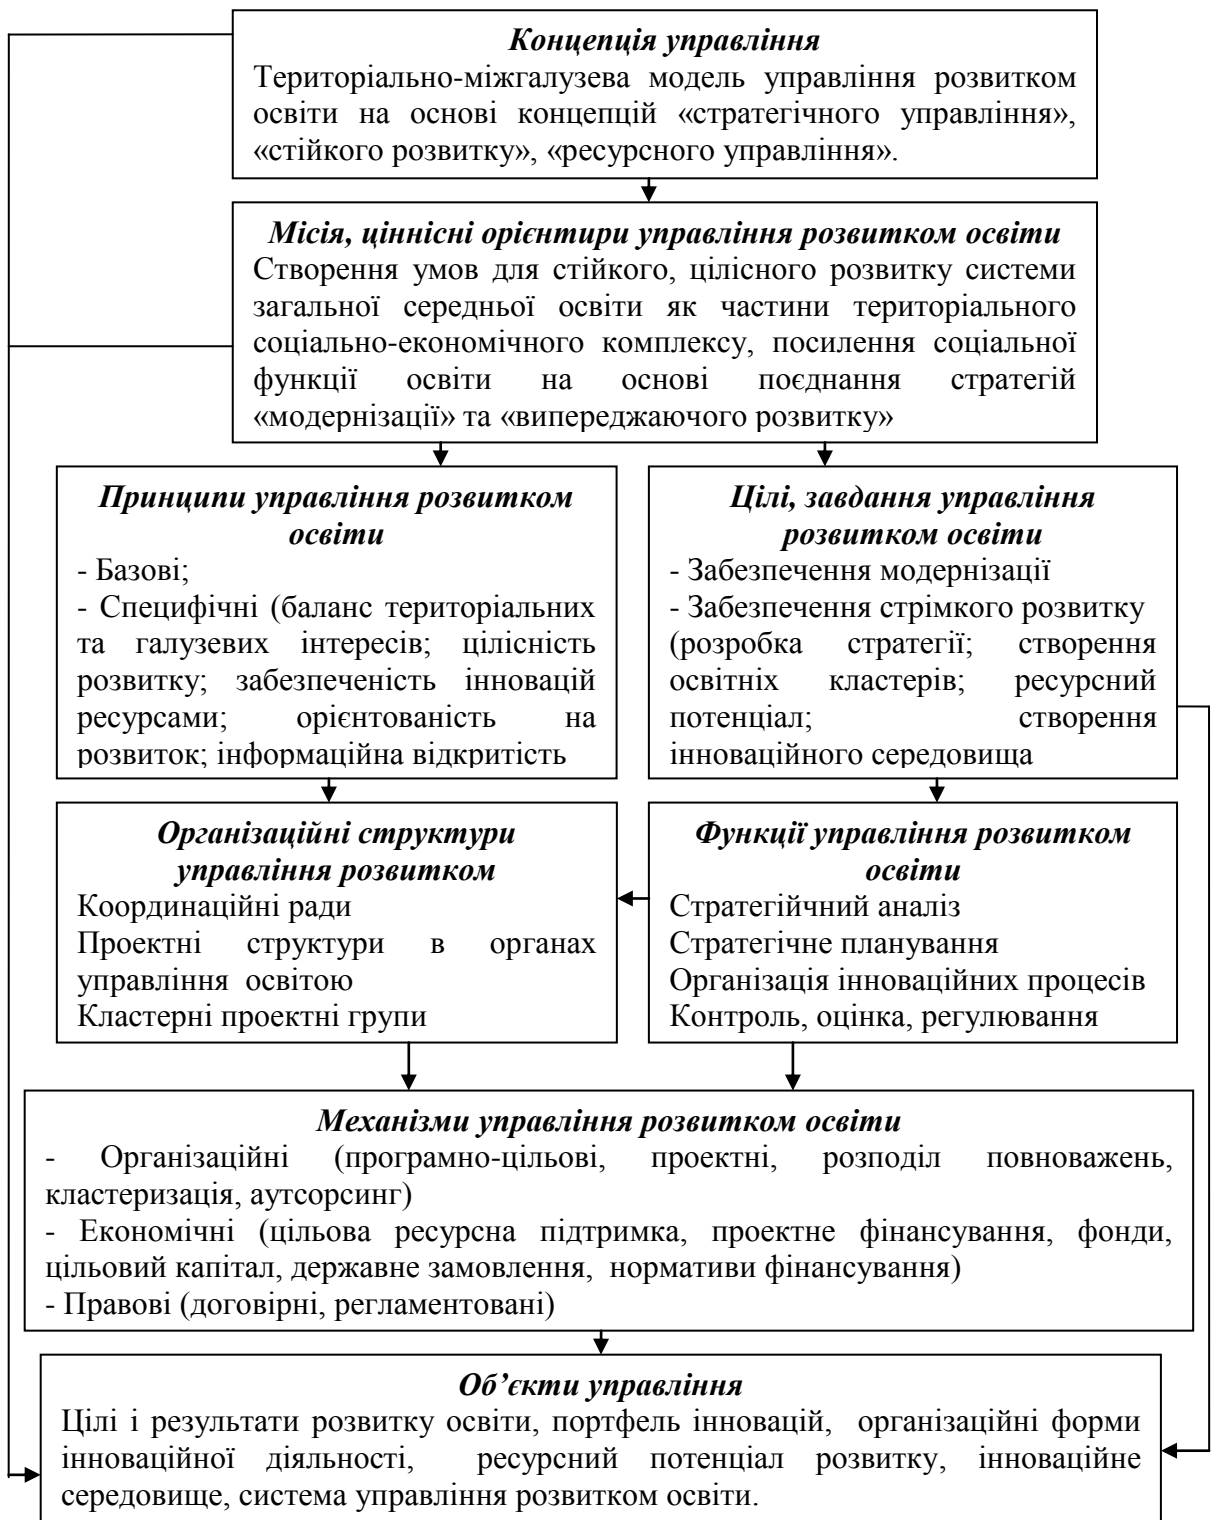 Концепція управління
Територіально-міжгалузева модель управління розвитком
освіти на основі концепцій «стратегічного управління»,
«стійкого розвитку», «ресурсного управління».
Місія, ціннісні орієнтири управління розвитком освіти
Створення умов для стійкого, цілісного розвитку системи
загальної середньої освіти як частини територіального
соціально-економічного комплексу, посилення соціальної
функції освіти на основі поєднання стратегій
«модернізації» та «випереджаючого розвитку»
Принципи управління розвитком
освіти
- Базові;
- Специфічні (баланс територіальних
та галузевих інтересів; цілісність
розвитку; забезпеченість інновацій
ресурсами; орієнтованість на
розвиток; інформаційна відкритість
Цілі, завдання управління
розвитком освіти
- Забезпечення модернізації
- Забезпечення стрімкого розвитку
(розробка стратегії; створення
освітніх кластерів; ресурсний
потенціал; створення
інноваційного середовища
Організаційні структури
управління розвитком
Координаційні ради
Проектні структури в органах
управління освітою
Кластерні проектні групи
Функції управління розвитком
освіти
Стратегійчний аналіз
Стратегічне планування
Організація інноваційних процесів
Контроль, оцінка, регулювання
Механізми управління розвитком освіти
- Організаційні (програмно-цільові, проектні, розподіл повноважень,
кластеризація, аутсорсинг)
- Економічні (цільова ресурсна підтримка, проектне фінансування, фонди,
цільовий капітал, державне замовлення, нормативи фінансування)
- Правові (договірні, регламентовані)
Об’єкти управління
Цілі і результати розвитку освіти, портфель інновацій, організаційні форми
інноваційної діяльності, ресурсний потенціал розвитку, інноваційне
середовище, система управління розвитком освіти.